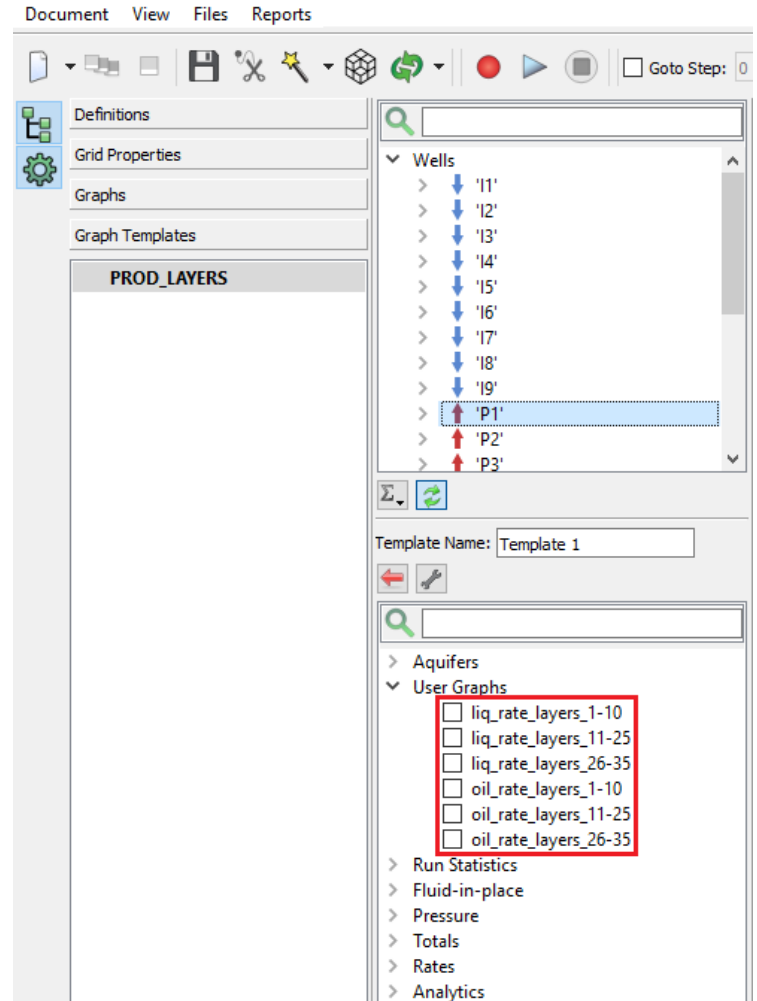 Document View Files Reports
Goto Step: 0
Definitions
Grid Properties
Graphs
Graph Templates
PROD_LAYERS
Wells
'I1'
'I2'
'I3'
'I4'
'I5'
'I6'
'I7'
'I8'
'I9'
'P1'
'P2'
'P3'
Σ
Template Name: Template 1
Aquifers
User Graphs
liq_rate_layers_1-10
liq_rate_layers_11-25
liq_rate_layers_26-35
oil_rate_layers_1-10
oil_rate_layers_11-25
oil_rate_layers_26-35
Run Statistics
Fluid-in-place
Pressure
Totals
Rates
Analytics